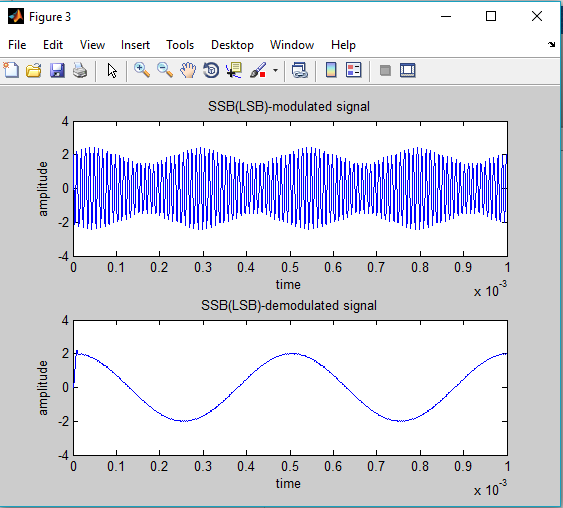 Figure 3
File Edit View Insert Tools Desktop Window Help
SSB(LSB)-modulated signal
4
2
0
-2
-4
amplitude
0 0.1 0.2 0.3 0.4 0.5 0.6 0.7 0.8 0.9 1
time
x 10^-3
SSB(LSB)-demodulated signal
4
2
0
-2
-4
amplitude
0 0.1 0.2 0.3 0.4 0.5 0.6 0.7 0.8 0.9 1
time
x 10^-3